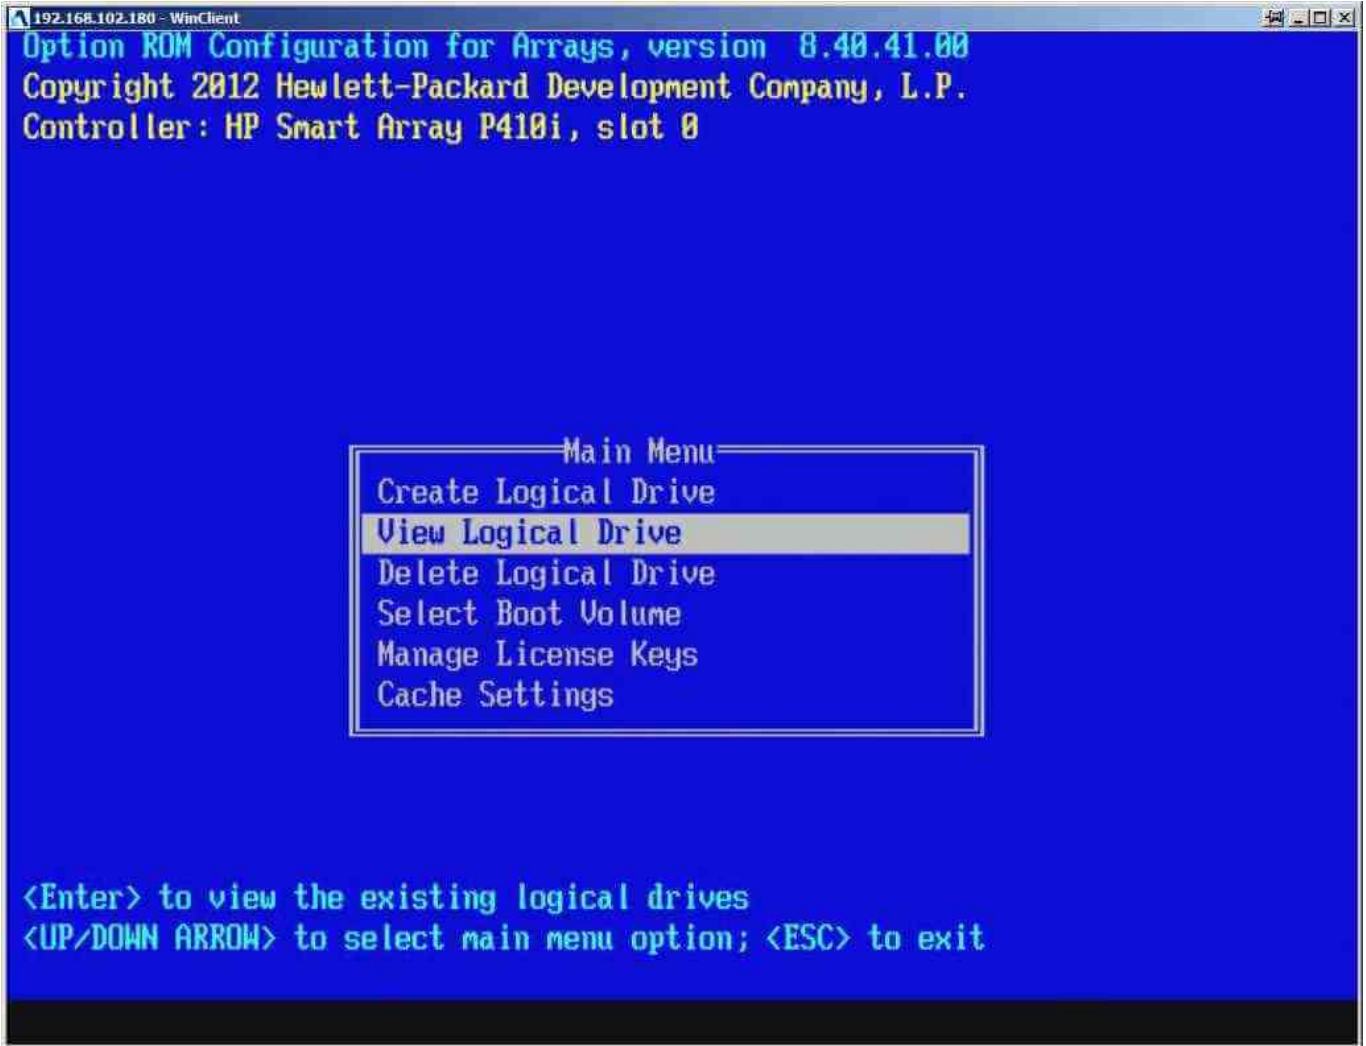 192.168.102.180 - WinClient
Option ROM Configuration for Arrays, version  8.40.41.00
Copyright 2012 Hewlett-Packard Development Company, L.P.
Controller: HP Smart Array P410i, slot 0
Main Menu
Create Logical Drive
View Logical Drive
Delete Logical Drive
Select Boot Volume
Manage License Keys
Cache Settings
<Enter> to view the existing logical drives
<UP/DOWN ARROW> to select main menu option; <ESC> to exit